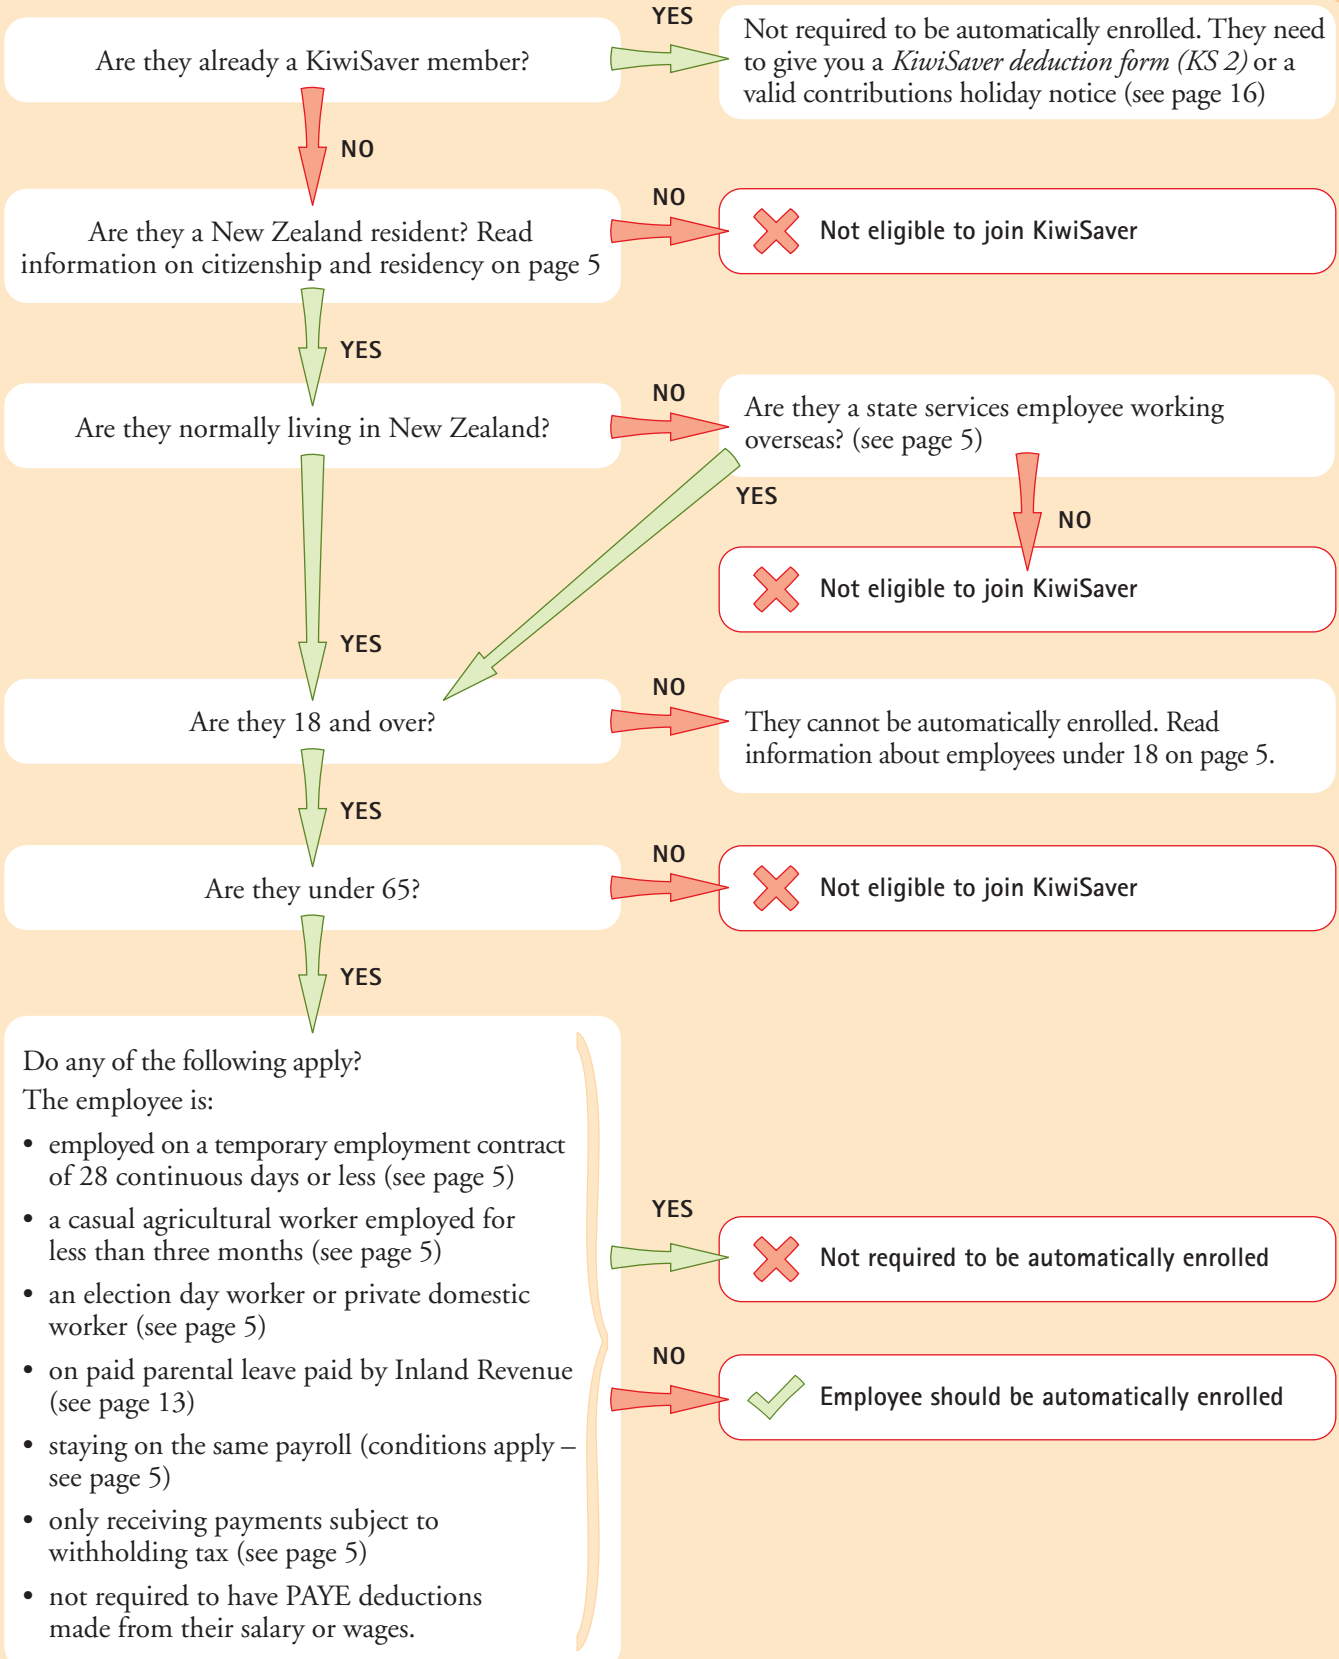 Are they already a KiwiSaver member?
YES
Not required to be automatically enrolled. They need
to give you a KiwiSaver deduction form (KS 2) or a
valid contributions holiday notice (see page 16)
NO
Are they a New Zealand resident? Read
information on citizenship and residency on page 5
NO
Not eligible to join KiwiSaver
YES
Are they normally living in New Zealand?
NO
Are they a state services employee working
overseas? (see page 5)
YES
NO
Not eligible to join KiwiSaver
YES
Are they 18 and over?
NO
They cannot be automatically enrolled. Read
information about employees under 18 on page 5.
YES
Are they under 65?
NO
Not eligible to join KiwiSaver
YES
Do any of the following apply?
The employee is:
• employed on a temporary employment contract
of 28 continuous days or less (see page 5)
• a casual agricultural worker employed for
less than three months (see page 5)
• an election day worker or private domestic
worker (see page 5)
• on paid parental leave paid by Inland Revenue
(see page 13)
• staying on the same payroll (conditions apply –
see page 5)
• only receiving payments subject to
withholding tax (see page 5)
• not required to have PAYE deductions
made from their salary or wages.
YES
Not required to be automatically enrolled
NO
Employee should be automatically enrolled